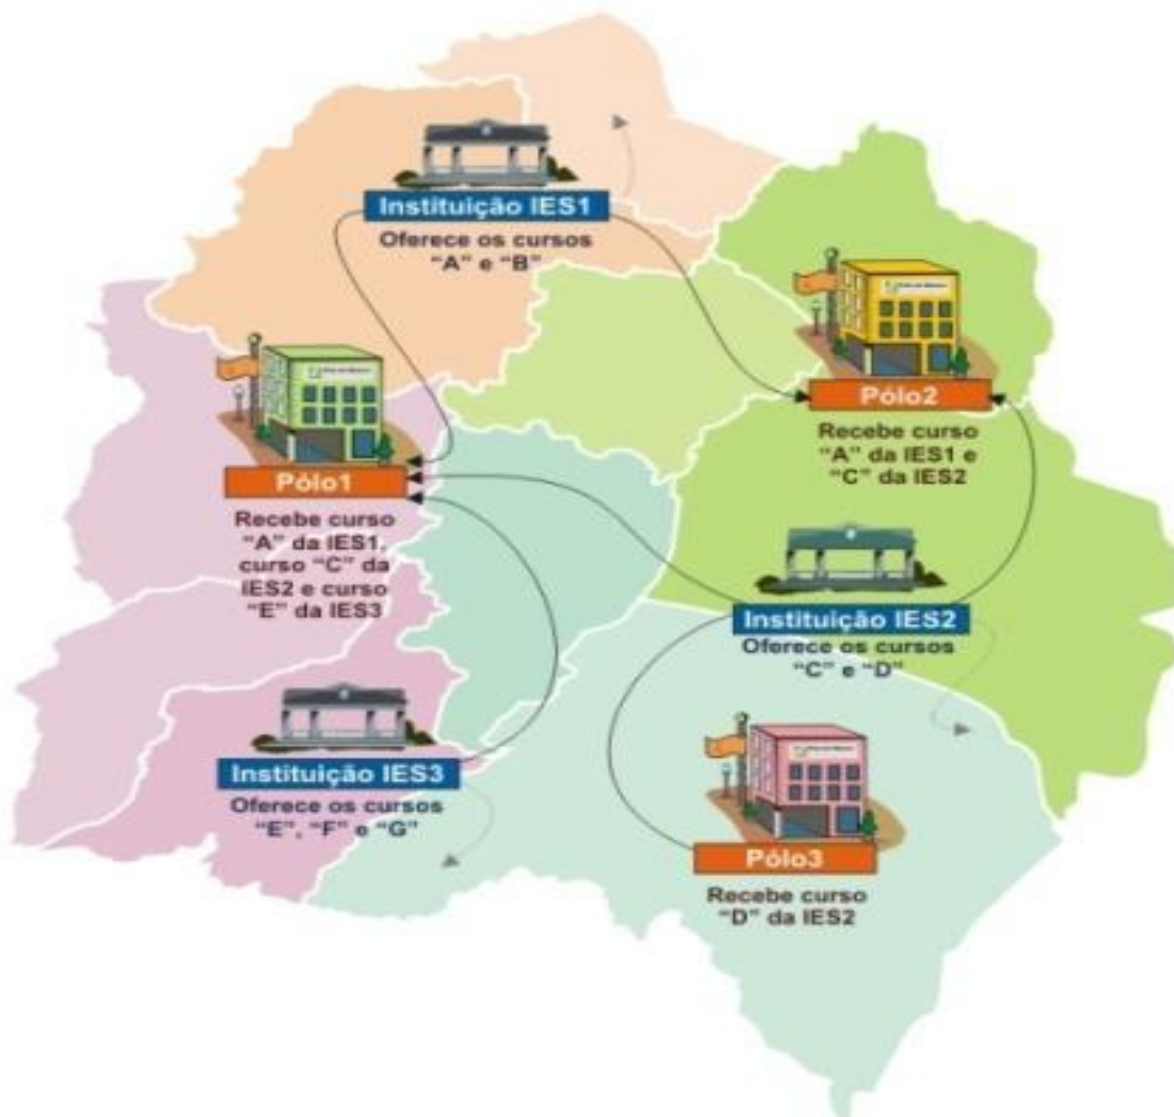 Instituição IES1
Oferece os cursos
“A” e “B”
Pólo2
Recebe curso
“A” da IES1 e
“C” da IES2
Pólo1
Recebe curso
“A” da IES1,
curso “C” da
IES2 e curso
“E” da IES3
Instituição IES2
Oferece os cursos
“C” e “D”
Instituição IES3
Oferece os cursos
“E”, “F” e “G”
Pólo3
Recebe curso
“D” da IES2